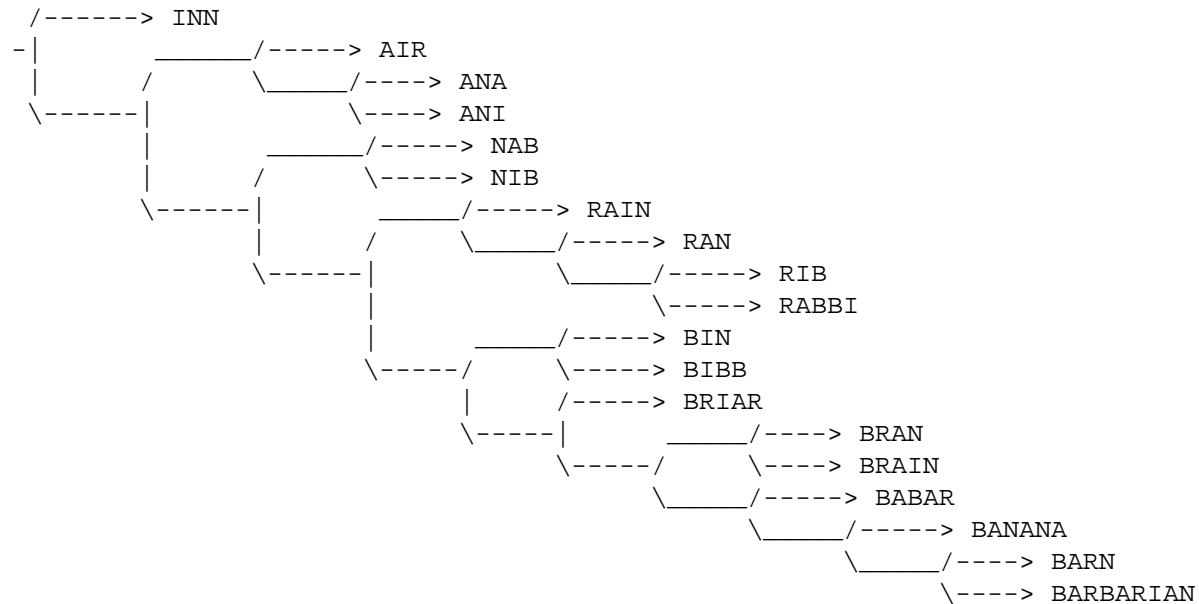 INN
AIR
ANA
ANI
NAB
NIB
RAIN
RAN
RIB
RABBI
BIN
BIBB
BRIAR
BRAN
BRAIN
BABAR
BANANA
BARN
BARBARIAN